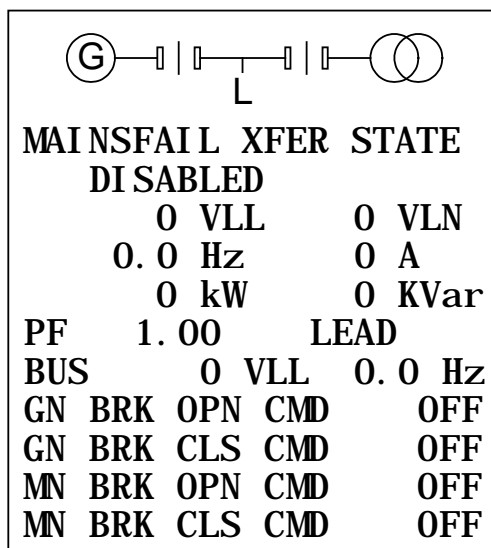 G
L
MAINSFAIL XFER STATE
DISABLED
0 VLL 0 VLN
0.0 Hz 0 A
0 kW 0 KVar
PF 1.00 LEAD
BUS 0 VLL 0.0 Hz
GN BRK OPN CMD OFF
GN BRK CLS CMD OFF
MN BRK OPN CMD OFF
MN BRK CLS CMD OFF